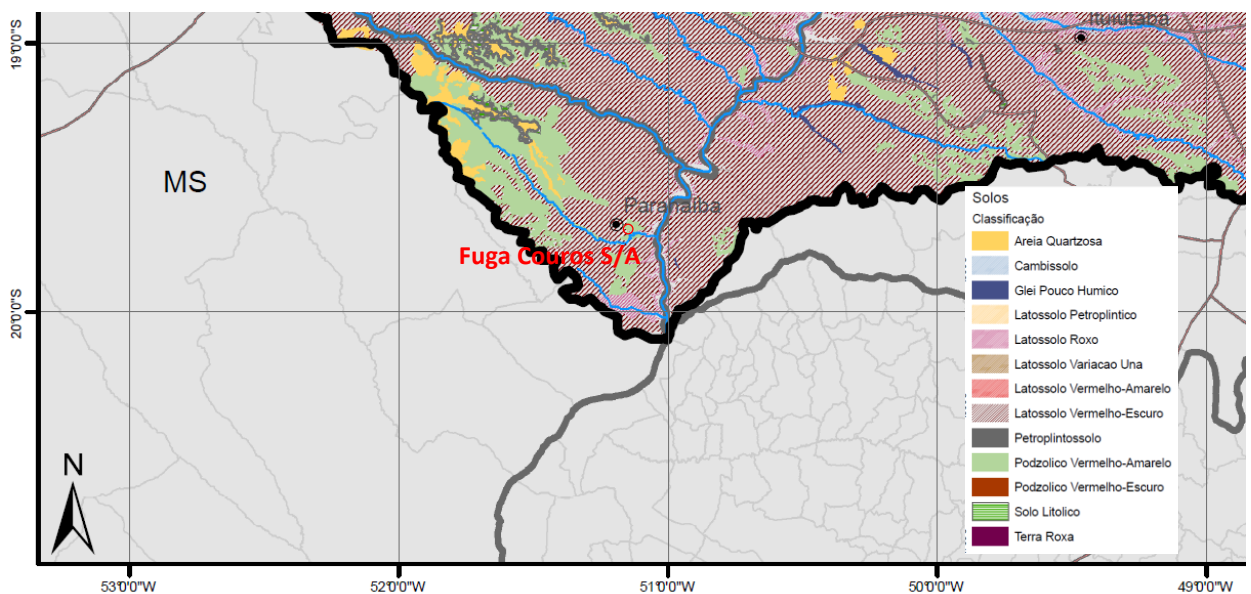 Ituiutaba
19°0'0"S
MS
Paranaíba
Fuga Couros S/A
20°0'0"S
Solos
Classificação
Areia Quartzosa
Cambissolo
Glei Pouco Humico
Latossolo Petroplintico
Latossolo Roxo
Latossolo Variacao Una
Latossolo Vermelho-Amarelo
Latossolo Vermelho-Escuro
Petroplintossolo
Podzolico Vermelho-Amarelo
Podzolico Vermelho-Escuro
Solo Litolico
Terra Roxa
N
53°0'0"W
52°0'0"W
51°0'0"W
50°0'0"W
49°0'0"W